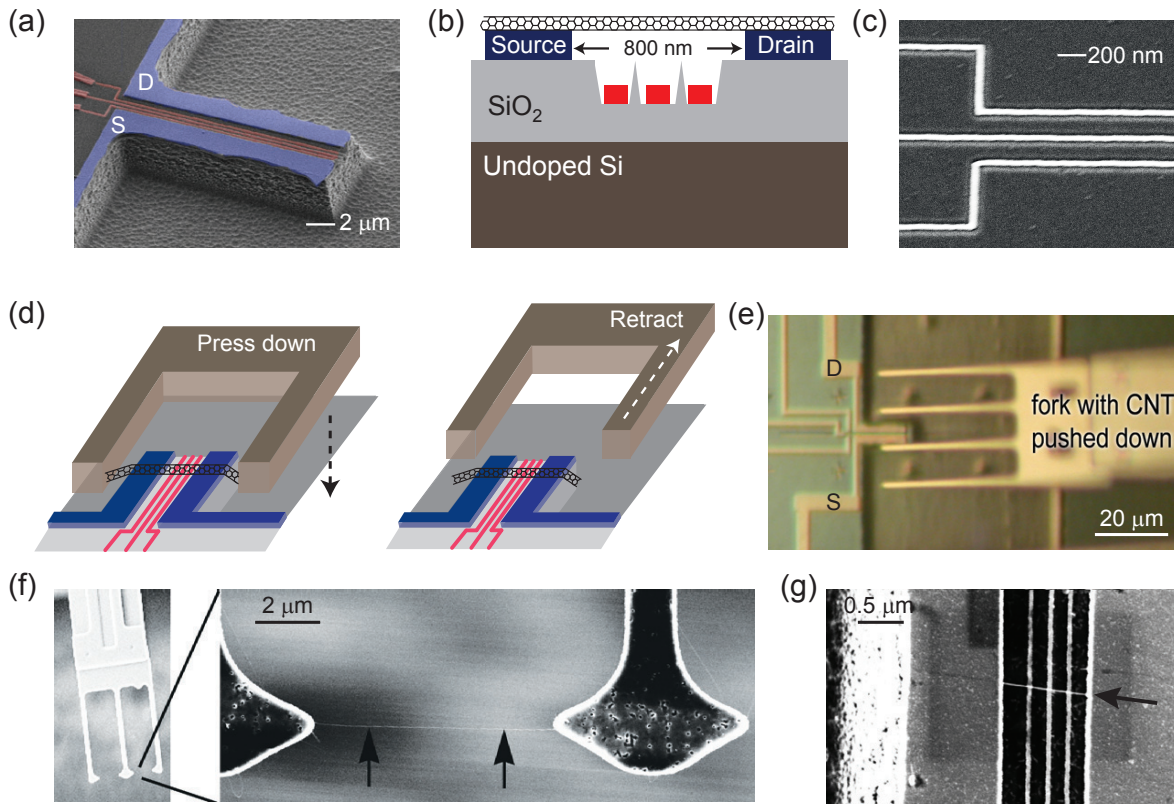 (a)
D
S
2 μm
(b)
Source
800 nm
Drain
SiO2
Undoped Si
(c)
200 nm
(d)
Press down
Retract
(e)
D
S
fork with CNT
pushed down
20 μm
(f)
2 μm
(g)
0.5 μm